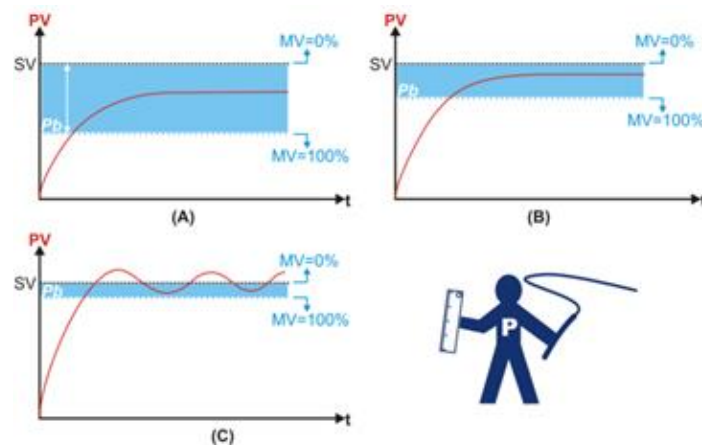 PV
MV=0%
SV
Pb
MV=100%
t
(A)
PV
MV=0%
SV
Pb
MV=100%
t
(B)
PV
MV=0%
SV
Pb
MV=100%
t
(C)
P